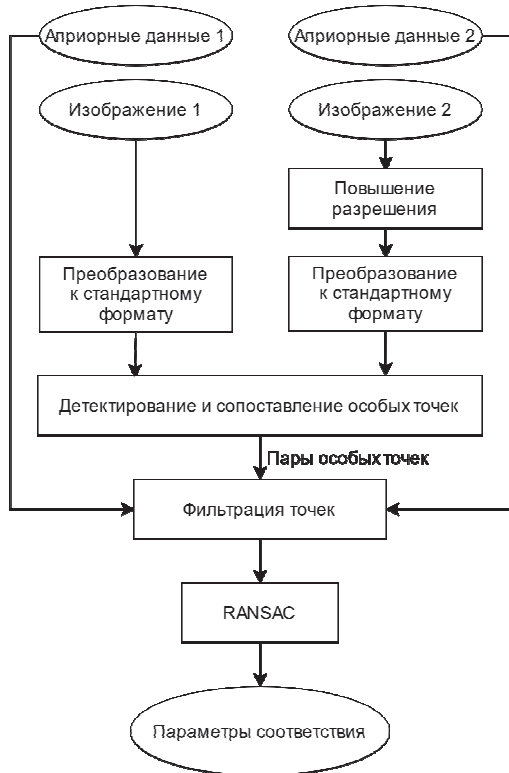 Априорные данные 1
Априорные данные 2
Изображение 1
Изображение 2
Повышение
разрешения
Преобразование
к стандартному
формату
Преобразование
к стандартному
формату
Детектирование и сопоставление особых точек
Пары особых точек
Фильтрация точек
RANSAC
Параметры соответствия